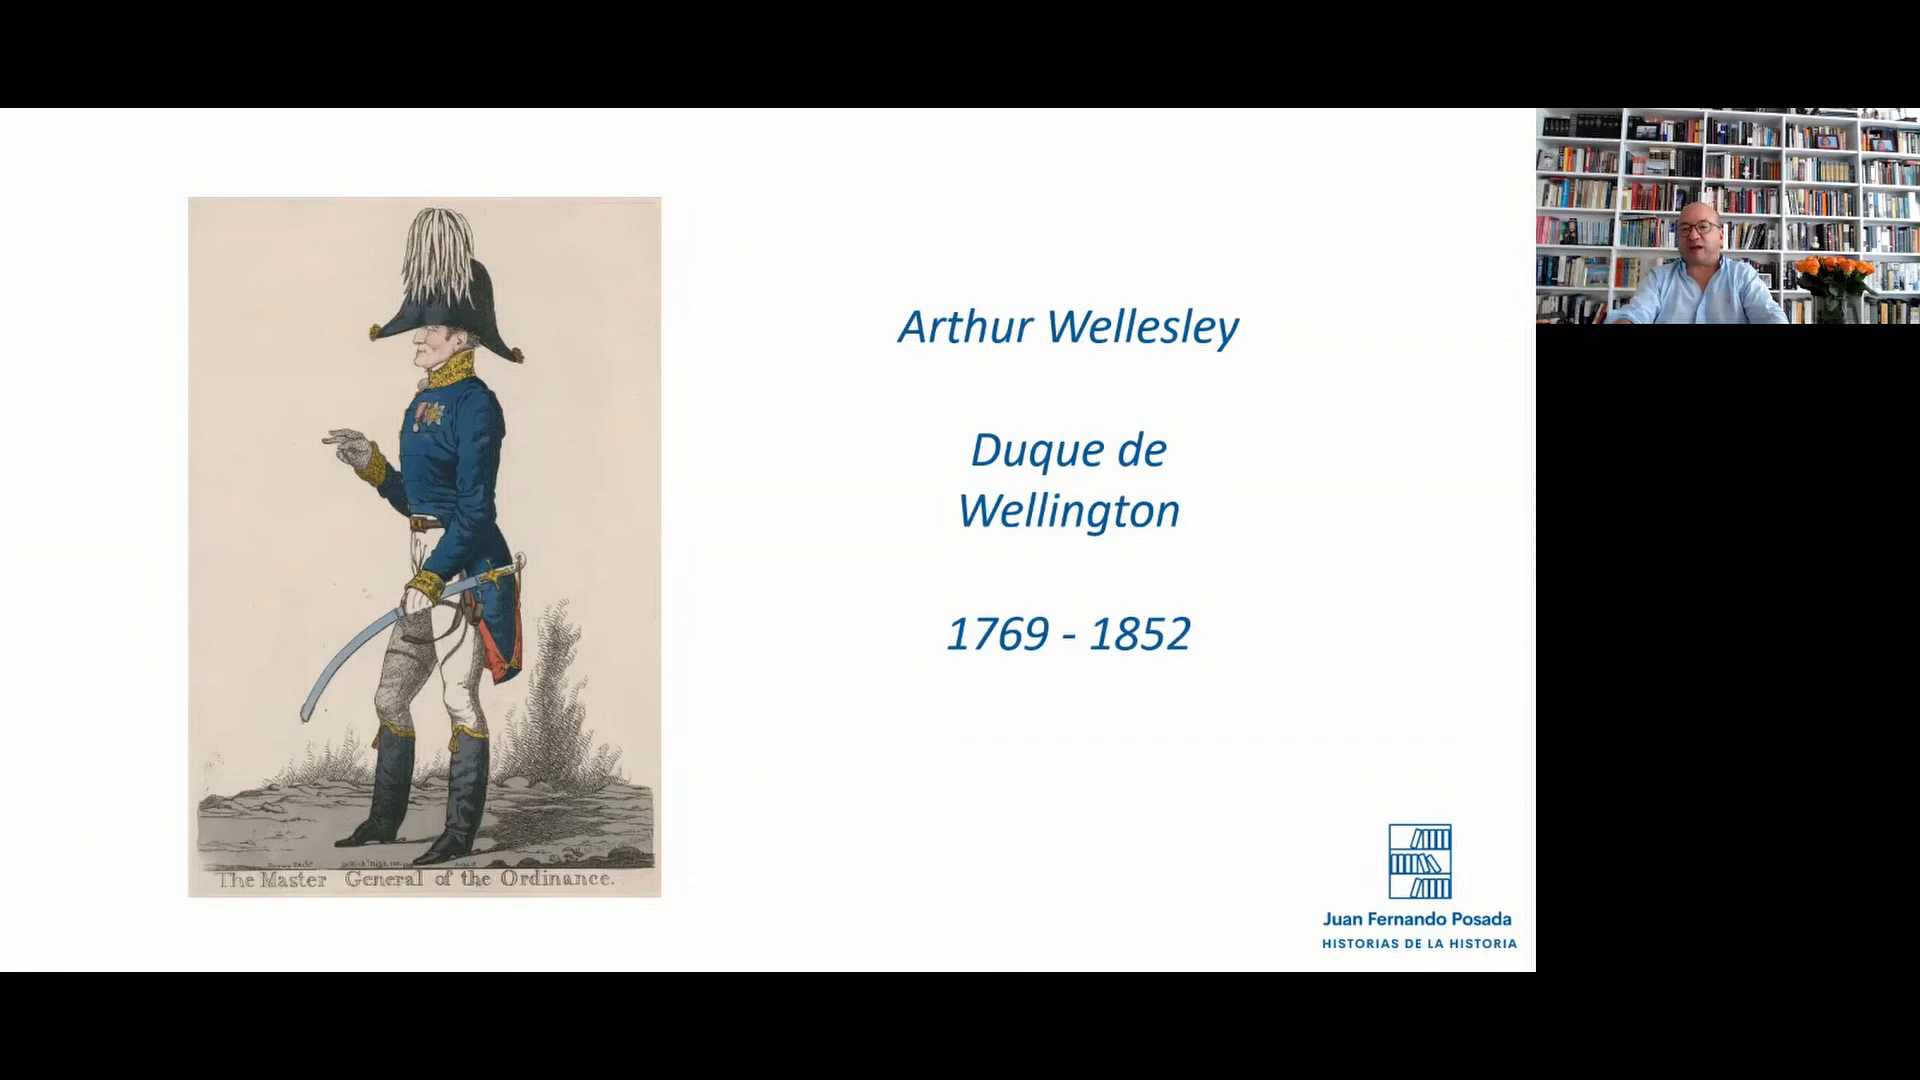 Arthur Wellesley
Duque de
Wellington
1769 - 1852
The Master General of the Ordinance.
Juan Fernando Posada
HISTORIAS DE LA HISTORIA